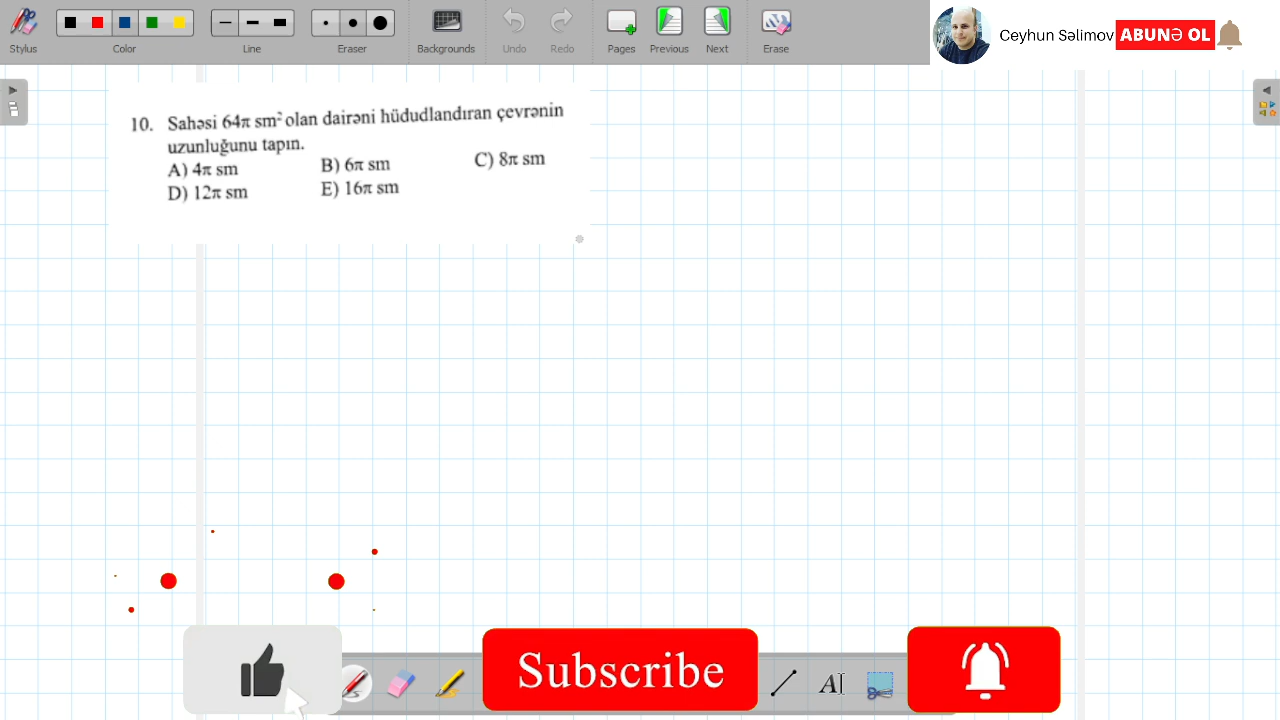 Stylus
Color
Line
Eraser
Backgrounds
Undo
Redo
Pages
Previous
Next
Erase
Ceyhun Səlimov
ABUNƏ OL
10. Sahəsi 64π sm² olan dairəni hüdudlandıran çevrənin
uzunluğunu tapın.
A) 4π sm B) 6π sm C) 8π sm
D) 12π sm E) 16π sm
Subscribe